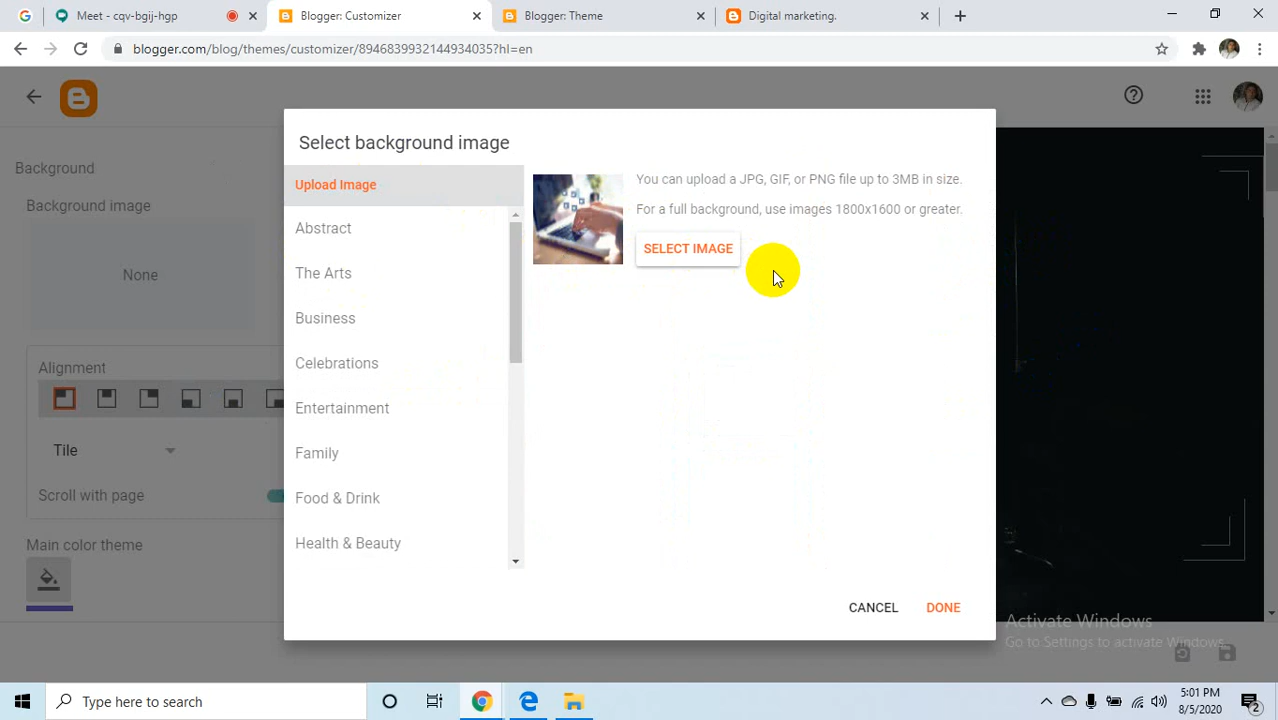 Meet - cqv-bgij-hgp
Blogger: Customizer
Blogger: Theme
Digital marketing.
blogger.com/blog/themes/customizer/8946839932144934035?hl=en
Select background image
Background
Upload Image
You can upload a JPG, GIF, or PNG file up to 3MB in size.
Background image
For a full background, use images 1800x1600 or greater.
Abstract
SELECT IMAGE
None
The Arts
Business
Celebrations
Alignment
Entertainment
Tile
Family
Scroll with page
Food & Drink
Main color theme
Health & Beauty
CANCEL
DONE
Activate Windows
Go to Settings to activate Windows.
Type here to search
5:01 PM
8/5/2020
2